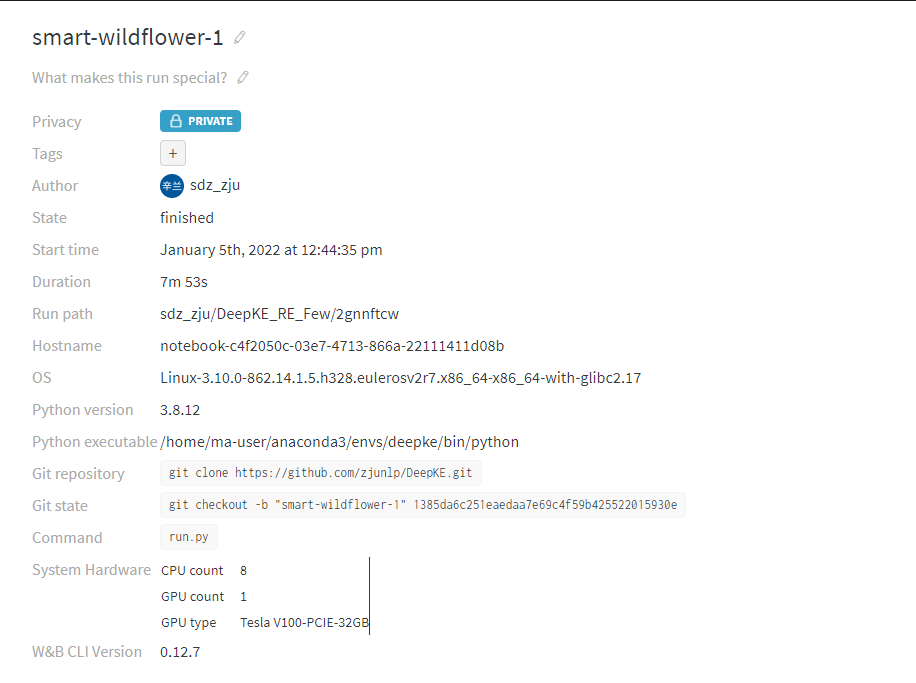 smart-wildflower-1
What makes this run special?
Privacy PRIVATE
Tags +
Author 辛兰 sdz_zju
State finished
Start time January 5th, 2022 at 12:44:35 pm
Duration 7m 53s
Run path sdz_zju/DeepKE_RE_Few/2gnnftcw
Hostname notebook-c4f2050c-03e7-4713-866a-22111411d08b
OS Linux-3.10.0-862.14.1.5.h328.eulerosv2r7.x86_64-x86_64-with-glibc2.17
Python version 3.8.12
Python executable /home/ma-user/anaconda3/envs/deepke/bin/python
Git repository git clone https://github.com/zjunlp/DeepKE.git
Git state git checkout -b "smart-wildflower-1" 1385da6c251eaedaa7e69c4f59b425522015930e
Command run.py
System Hardware CPU count 8
GPU count 1
GPU type Tesla V100-PCIE-32GB
W&B CLI Version 0.12.7